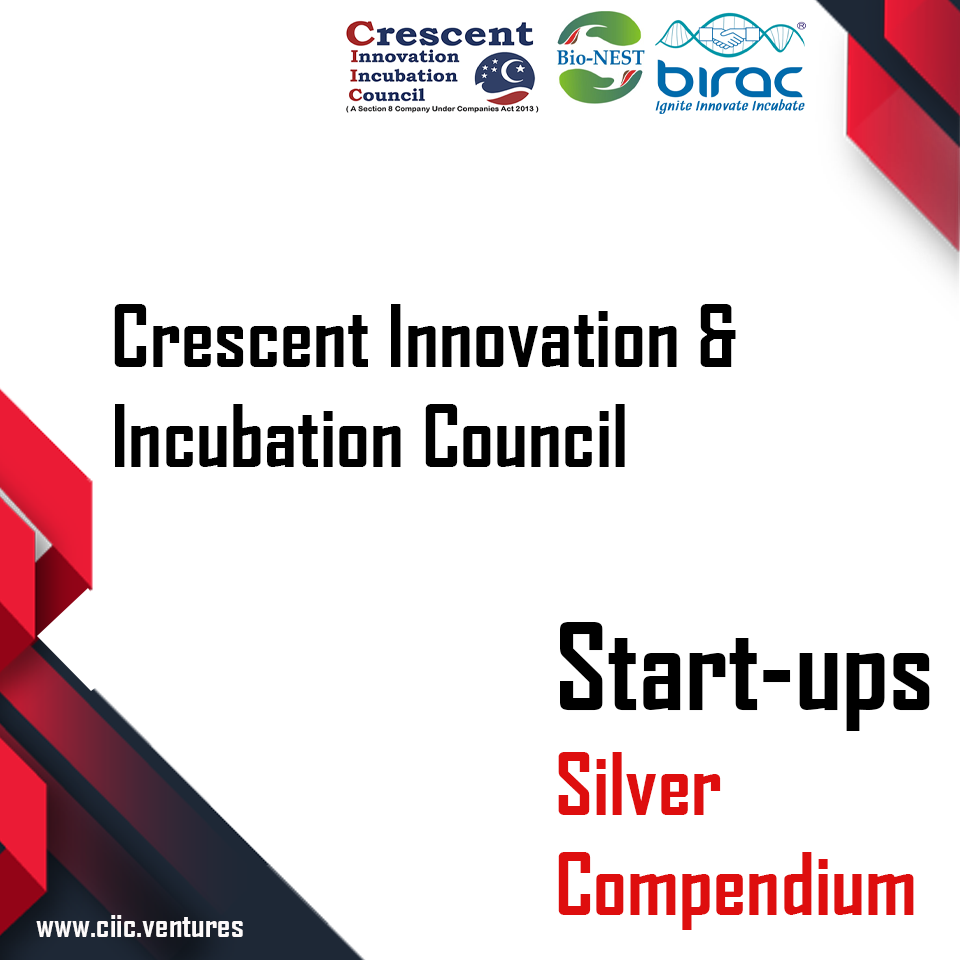 Crescent
Innovation
Incubation
Council
( A Section 8 Company Under Companies Act 2013 )
Bio-NEST
birac
®
Ignite Innovate Incubate
Crescent Innovation &
Incubation Council
Start-ups
Silver
Compendium
www.ciic.ventures